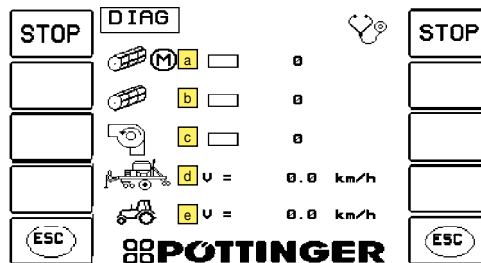 STOP DIAG STOP
M a 0
b 0
c 0
d V = 0.0 km/h
e V = 0.0 km/h
ESC PÖTTINGER ESC